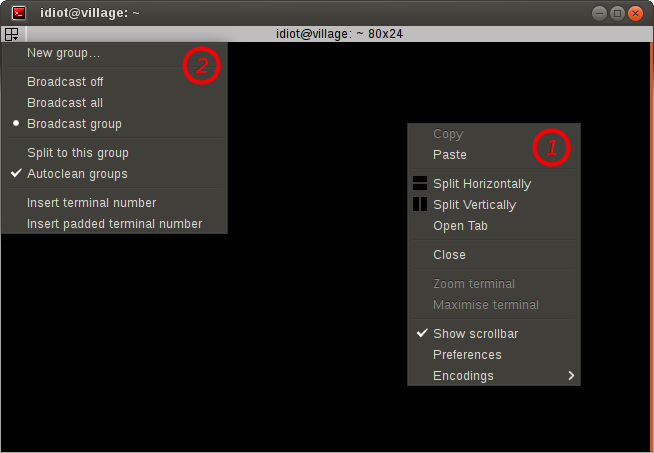 idiot@village: ~
idiot@village: ~ 80x24
New group...
2
Broadcast off
Broadcast all
Broadcast group
Split to this group
Autoclean groups
Insert terminal number
Insert padded terminal number
Copy
1
Paste
Split Horizontally
Split Vertically
Open Tab
Close
Zoom terminal
Maximise terminal
Show scrollbar
Preferences
Encodings